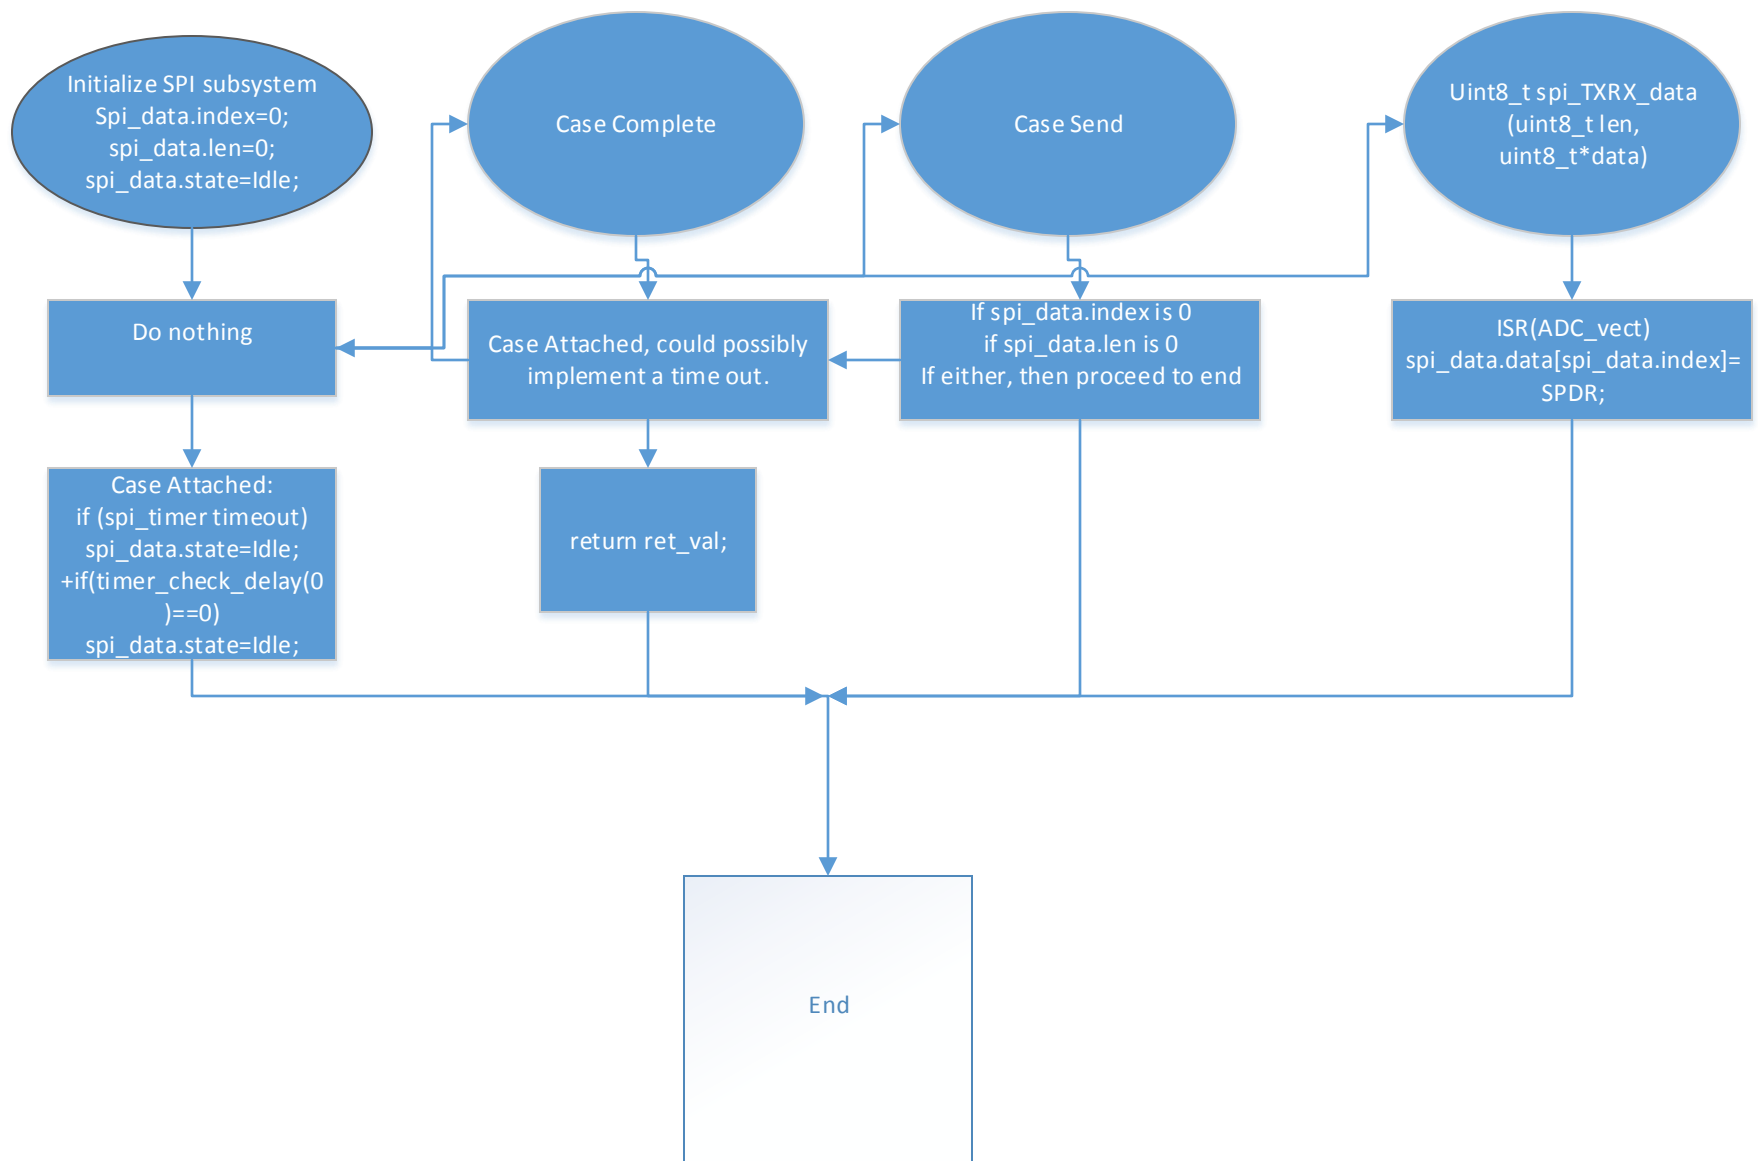 Initialize SPI subsystem
Spi_data.index=0;
spi_data.len=0;
spi_data.state=Idle;
Case Complete
Case Send
Uint8_t spi_TXRX_data
(uint8_t len,
uint8_t*data)
Do nothing
Case Attached, could possibly
implement a time out.
If spi_data.index is 0
if spi_data.len is 0
If either, then proceed to end
ISR(ADC_vect)
spi_data.data[spi_data.index]=
SPDR;
Case Attached:
if (spi_timer timeout)
spi_data.state=Idle;
+if(timer_check_delay(0
)==0)
spi_data.state=Idle;
return ret_val;
End